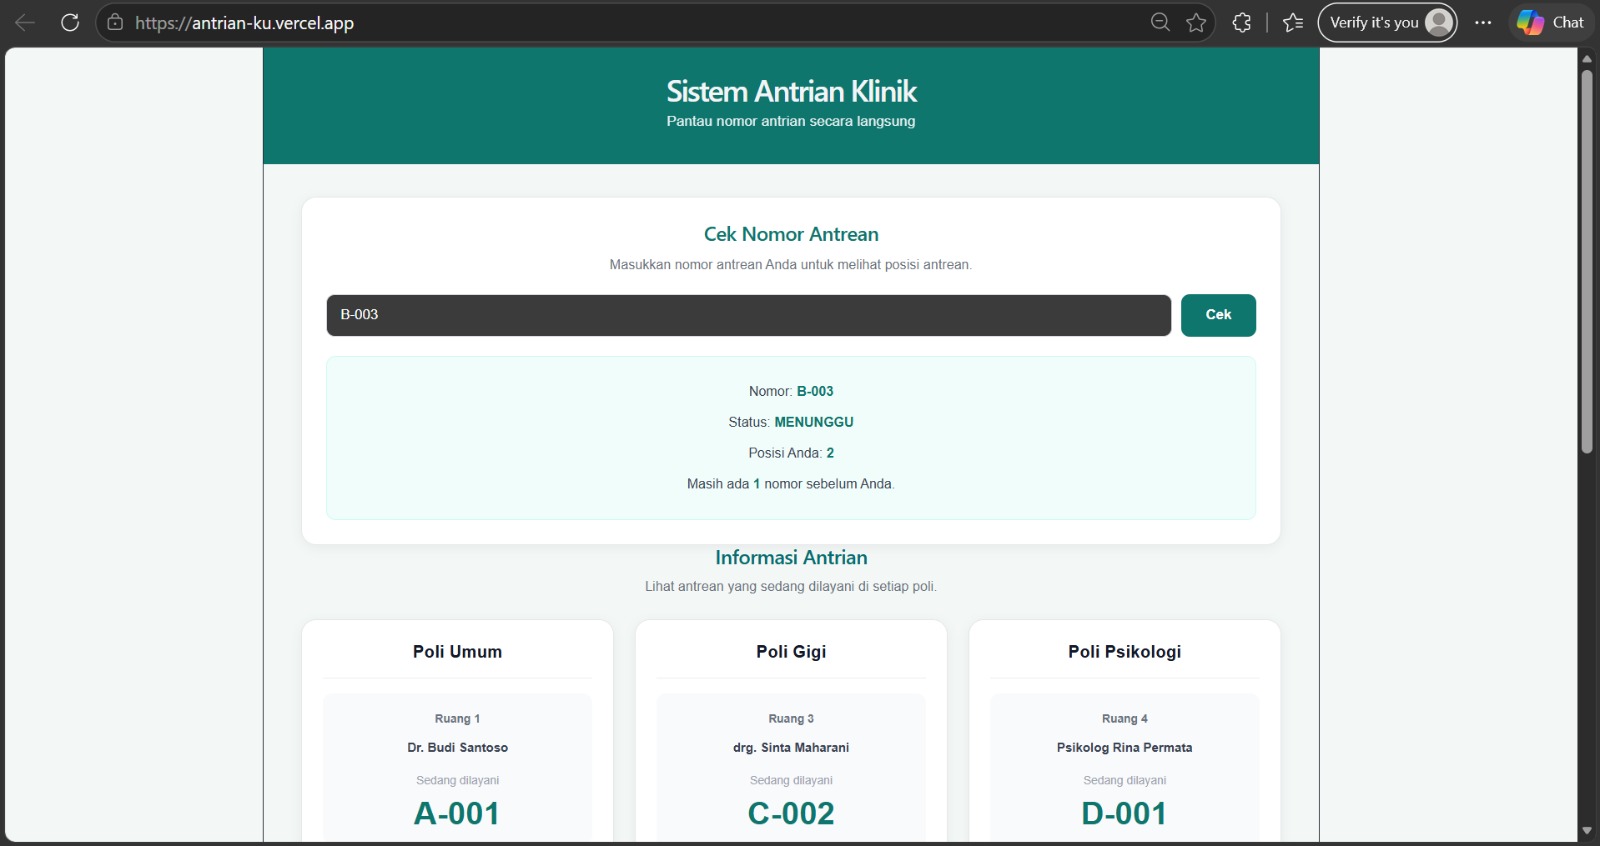 https://antrian-ku.vercel.app
Verify it's you
Chat
Sistem Antrian Klinik
Pantau nomor antrian secara langsung
Cek Nomor Antrean
Masukkan nomor antrean Anda untuk melihat posisi antrean.
B-003
Cek
Nomor: B-003
Status: MENUNGGU
Posisi Anda: 2
Masih ada 1 nomor sebelum Anda.
Informasi Antrian
Lihat antrean yang sedang dilayani di setiap poli.
Poli Umum
Ruang 1
Dr. Budi Santoso
Sedang dilayani
A-001
Poli Gigi
Ruang 3
drg. Sinta Maharani
Sedang dilayani
C-002
Poli Psikologi
Ruang 4
Psikolog Rina Permata
Sedang dilayani
D-001